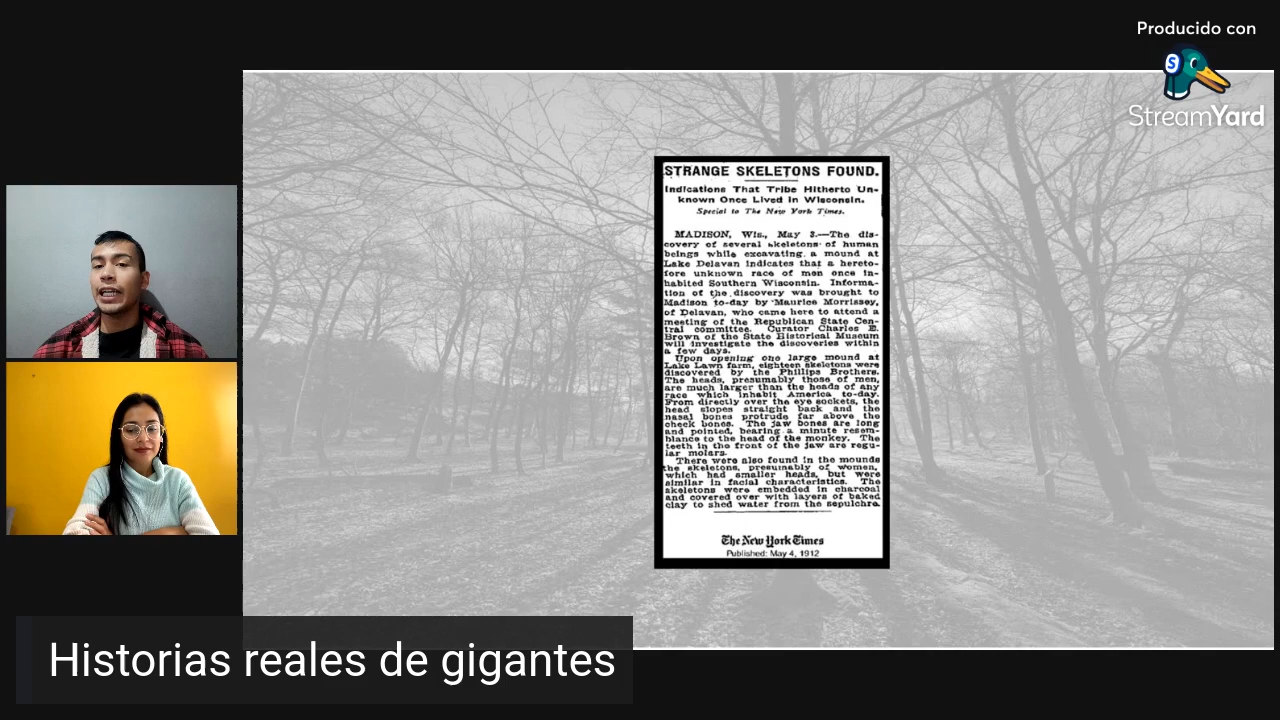 Producido con
StreamYard
STRANGE SKELETONS FOUND.
Indications That Tribe Hitherto Un-
known Once Lived in Wisconsin.
Special to The New York Times.
MADISON, Wis., May 3.—The dis-
covery of several skeletons of human
beings while excavating a mound at
Lake Delavan indicates that a hereto-
fore unknown race of men once in-
habited Southern Wisconsin. Informa-
tion of the discovery was brought to
Madison to-day by Maurice Morrissey,
of Delavan, who came here to attend a
meeting of the Republican State Cen-
tral committee. Curator Charles E.
Brown of the State Historical Museum
will investigate the discoveries within
a few days.
Upon opening one large mound at
Lake Lawn farm, eighteen skeletons were
discovered by the Phillips Brothers.
The heads, presumably those of men,
are much larger than the heads of any
race which inhabit America to-day.
From directly over the eye sockets, the
head slopes straight back and the
nasal bones protrude far above the
cheek bones. The jaw bones are long
and pointed, bearing a minute resem-
blance to the head of the monkey. The
teeth in the front of the jaw are regu-
lar molars.
There were also found in the mounds
the skeletons, presumably of women,
which had smaller heads, but were
similar in facial characteristics. The
skeletons were embedded in charcoal
and covered over with layers of baked
clay to shed water from the sepulchre.
The New York Times
Published: May 4, 1912
Historias reales de gigantes